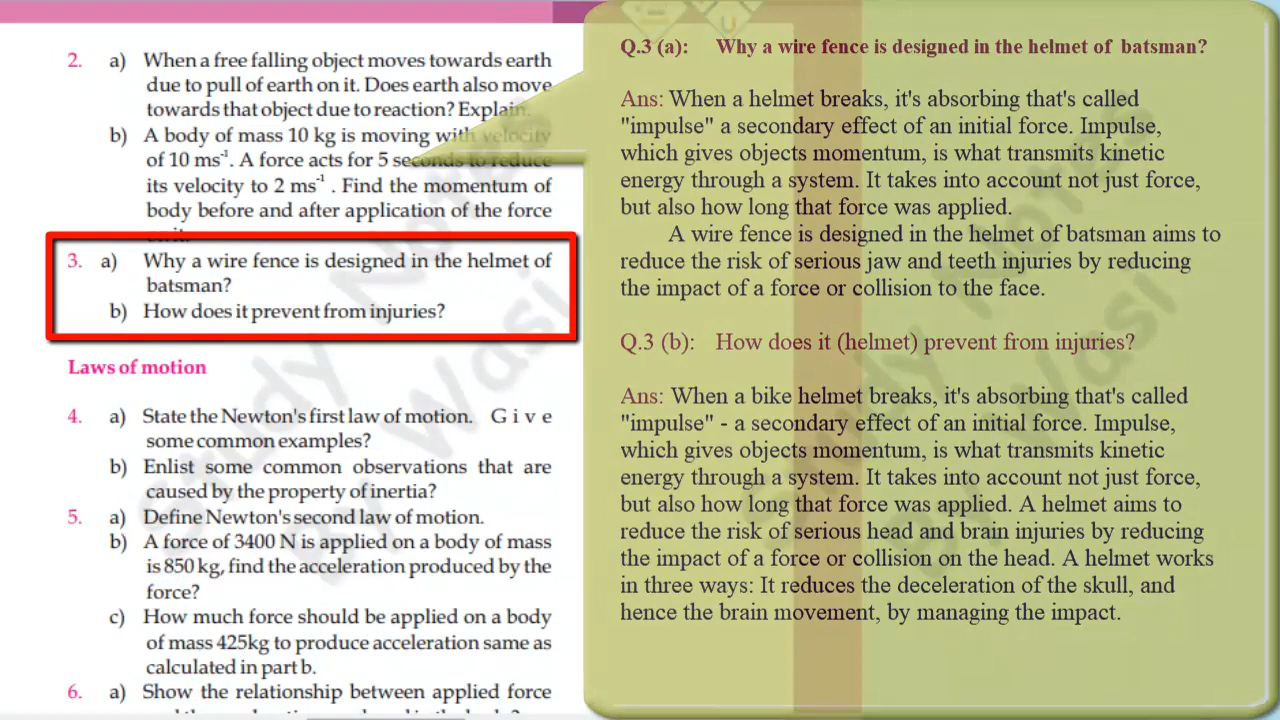 2. a) When a free falling object moves towards earth
due to pull of earth on it. Does earth also move
towards that object due to reaction? Explain.
b) A body of mass 10 kg is moving with velocity
of 10 ms-1. A force acts for 5 seconds to reduce
its velocity to 2 ms-1 . Find the momentum of
body before and after application of the force
3. a) Why a wire fence is designed in the helmet of
batsman?
b) How does it prevent from injuries?
Laws of motion
4. a) State the Newton's first law of motion. G i v e
some common examples?
b) Enlist some common observations that are
caused by the property of inertia?
5. a) Define Newton's second law of motion.
b) A force of 3400 N is applied on a body of mass
is 850 kg, find the acceleration produced by the
force?
c) How much force should be applied on a body
of mass 425kg to produce acceleration same as
calculated in part b.
6. a) Show the relationship between applied force
Q.3 (a): Why a wire fence is designed in the helmet of batsman?
Ans: When a helmet breaks, it's absorbing that's called
"impulse" a secondary effect of an initial force. Impulse,
which gives objects momentum, is what transmits kinetic
energy through a system. It takes into account not just force,
but also how long that force was applied.
A wire fence is designed in the helmet of batsman aims to
reduce the risk of serious jaw and teeth injuries by reducing
the impact of a force or collision to the face.
Q.3 (b): How does it (helmet) prevent from injuries?
Ans: When a bike helmet breaks, it's absorbing that's called
"impulse" - a secondary effect of an initial force. Impulse,
which gives objects momentum, is what transmits kinetic
energy through a system. It takes into account not just force,
but also how long that force was applied. A helmet aims to
reduce the risk of serious head and brain injuries by reducing
the impact of a force or collision on the head. A helmet works
in three ways: It reduces the deceleration of the skull, and
hence the brain movement, by managing the impact.
Study Notes
By Wasi
Study Notes
By Wasi